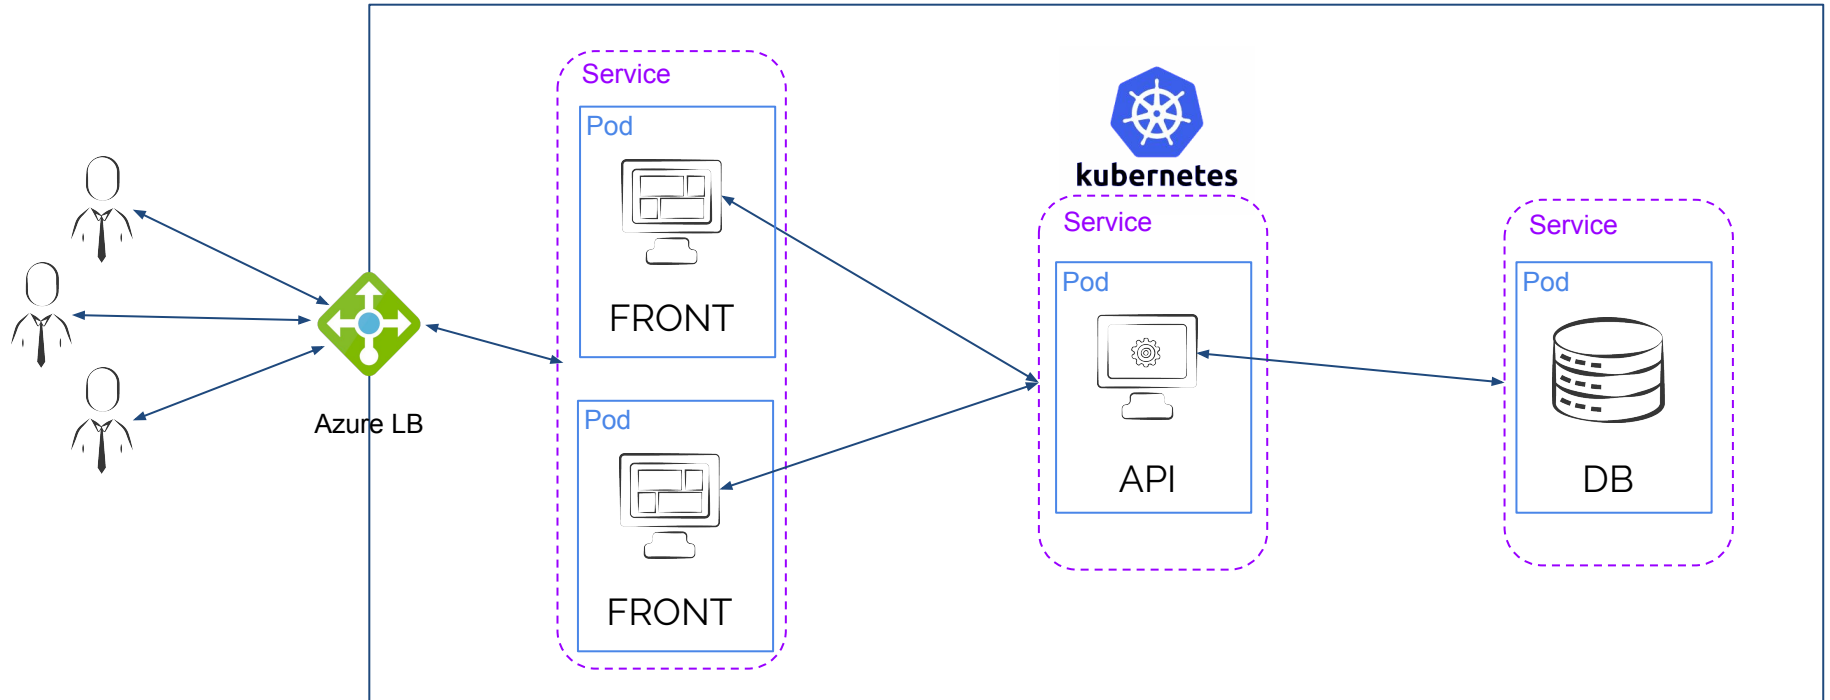 Service
Pod
FRONT
Pod
FRONT
Azure LB
kubernetes
Service
Pod
API
Service
Pod
DB